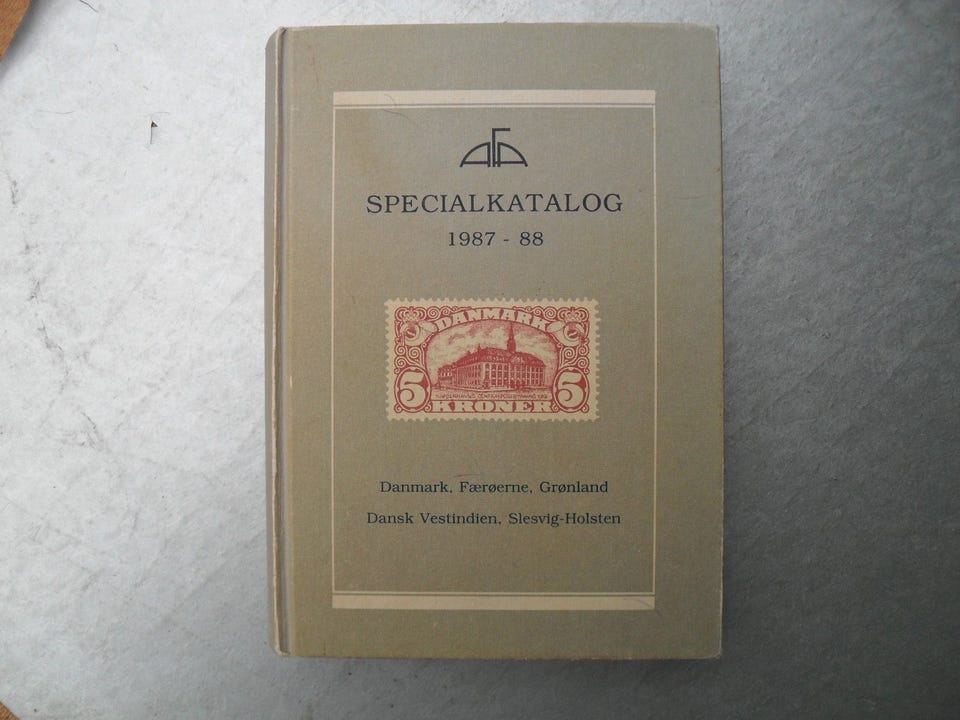 AFA
SPECIALKATALOG
1987 - 88
DANMARK
5 5
KRONER
Danmark, Færøerne, Grønland
Dansk Vestindien, Slesvig-Holsten